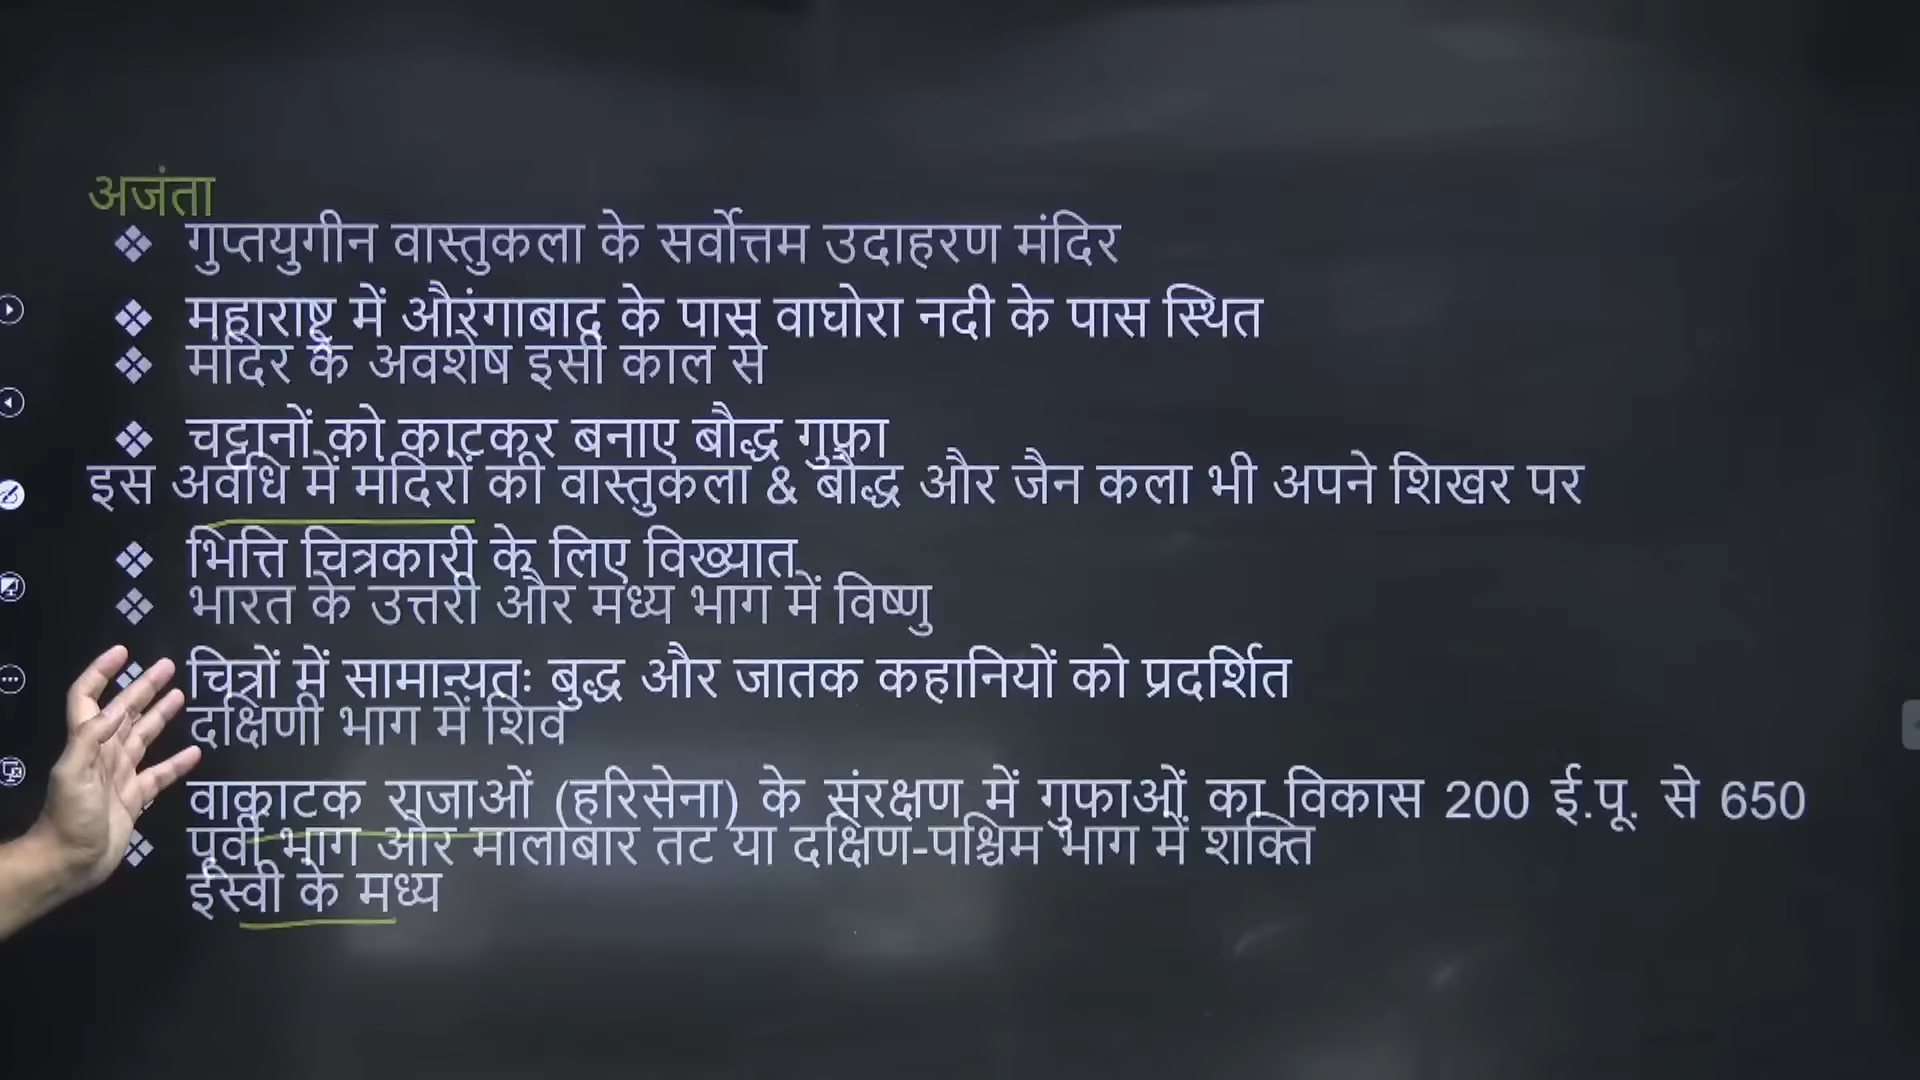 अजंता
❖ गुप्तयुगीन वास्तुकला के सर्वोत्तम उदाहरण मंदिर
❖ महाराष्ट्र में औरंगाबाद के पास वाघोरा नदी के पास स्थित
❖ मंदिर के अवशेष इसी काल से
❖ चट्टानों को काटकर बनाए बौद्ध गुफा
इस अवधि में मंदिरों की वास्तुकला & बौद्ध और जैन कला भी अपने शिखर पर
❖ भित्ति चित्रकारी के लिए विख्यात
❖ भारत के उत्तरी और मध्य भाग में विष्णु
❖ चित्रों में सामान्यतः बुद्ध और जातक कहानियों को प्रदर्शित
दक्षिणी भाग में शिव
वाकाटक राजाओं (हरिसेना) के संरक्षण में गुफाओं का विकास 200 ई.पू. से 650
❖ पूर्वी भाग और मालाबार तट या दक्षिण-पश्चिम भाग में शक्ति
ईस्वी के मध्य